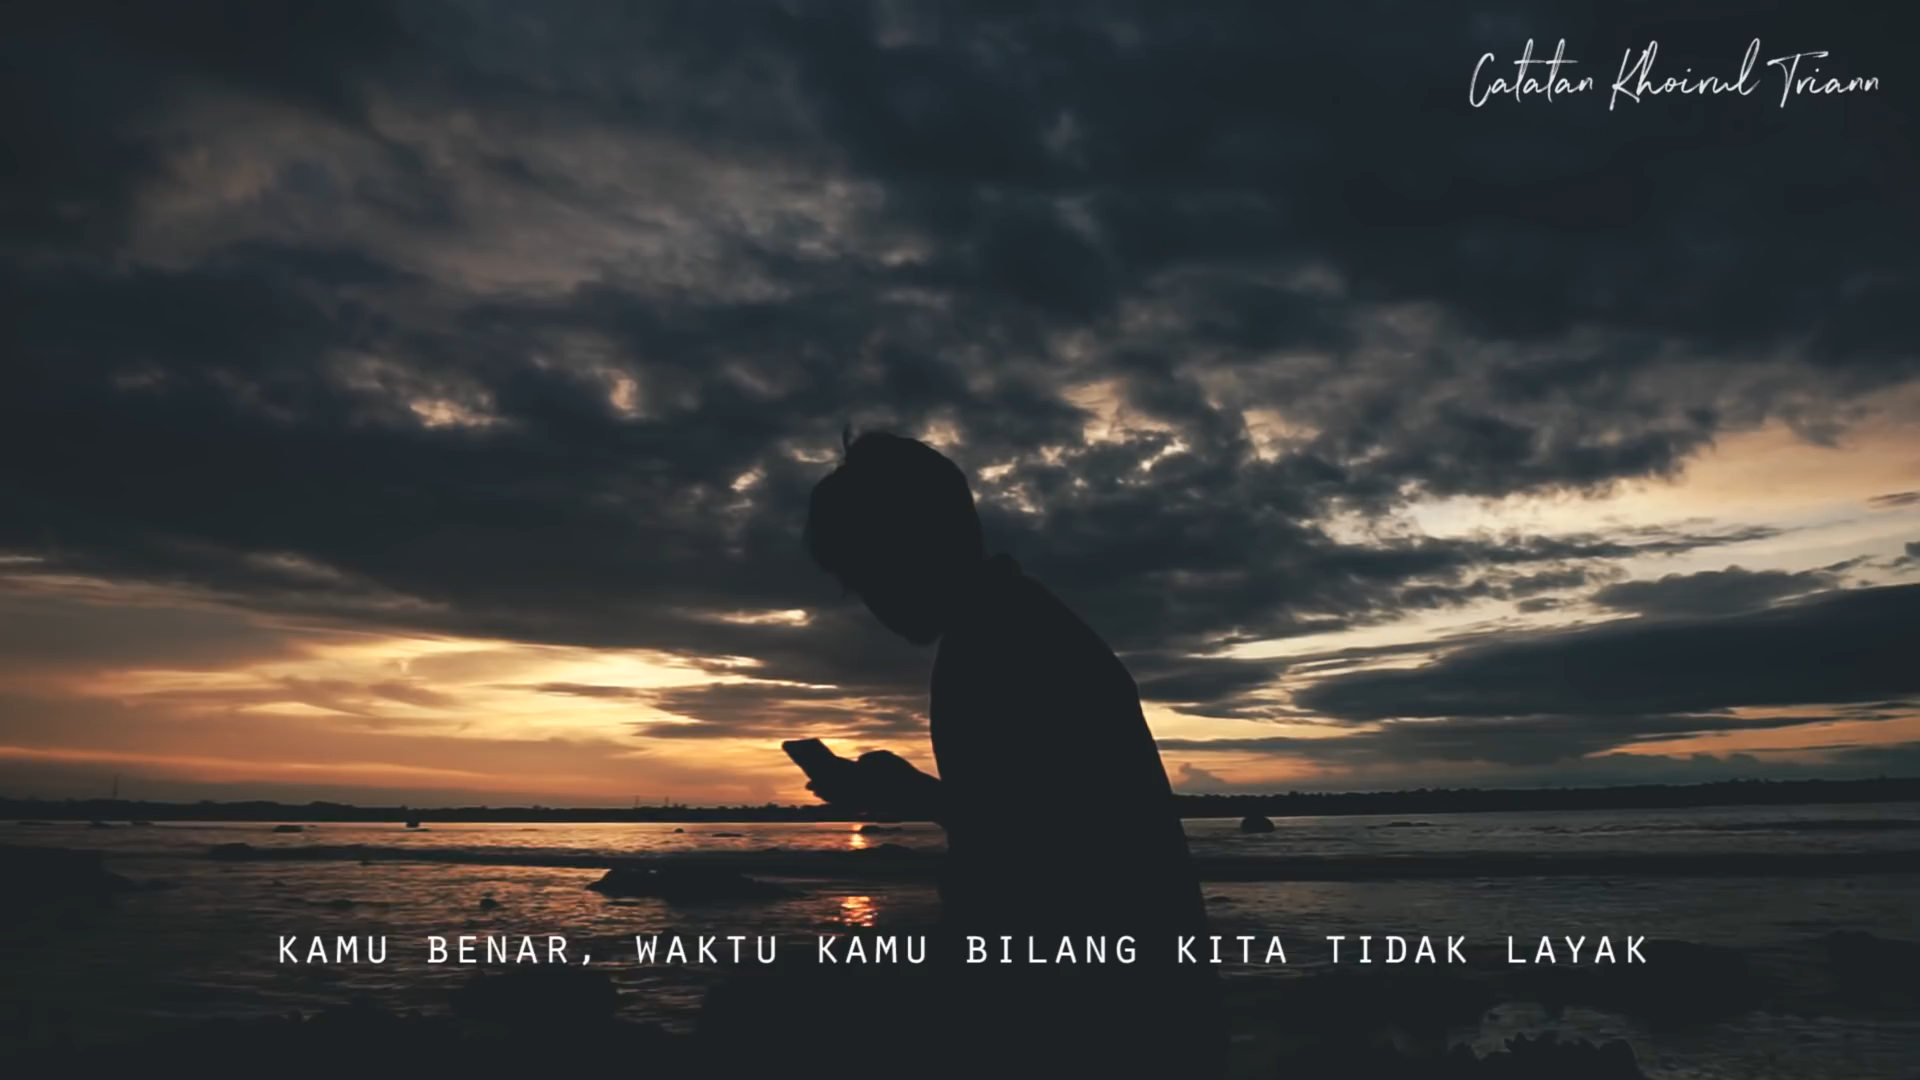 Catatan Khoirul Triann
KAMU BENAR, WAKTU KAMU BILANG KITA TIDAK LAYAK